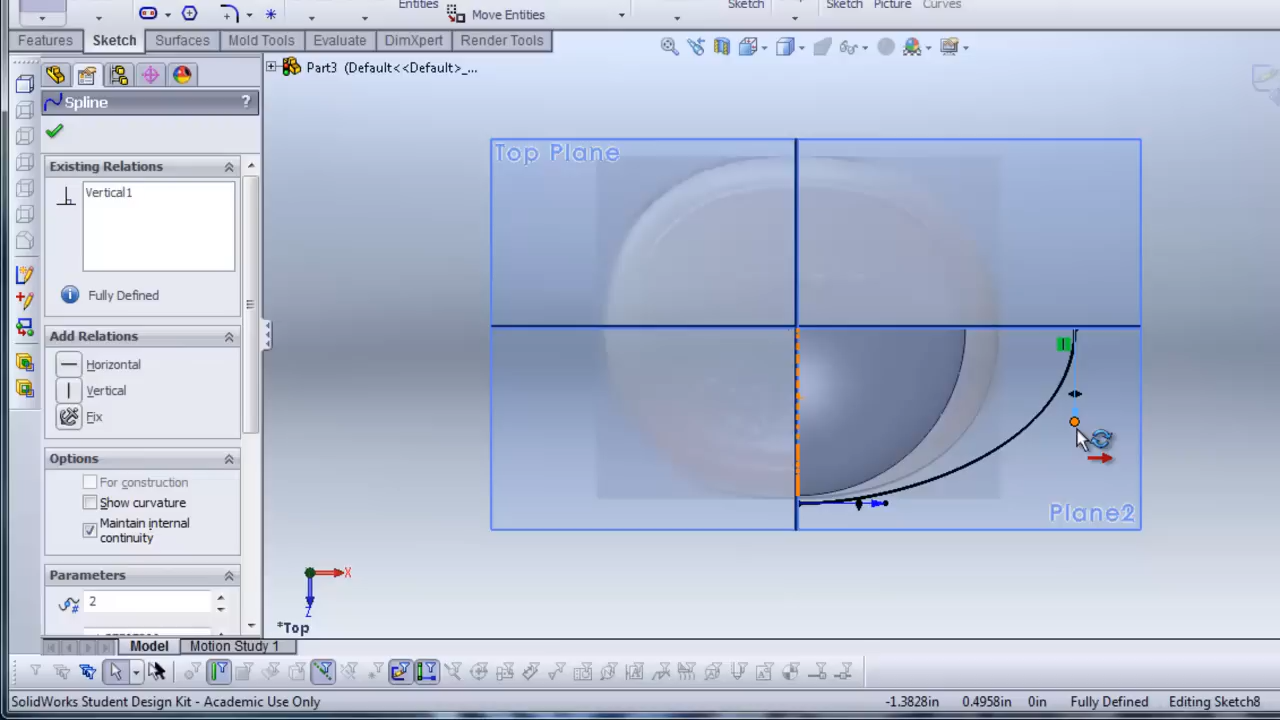 Entities
Move Entities
Sketch
Sketch
Picture
Curves
Features
Sketch
Surfaces
Mold Tools
Evaluate
DimXpert
Render Tools
Part3 (Default<<Default>_...
Spline
?
Existing Relations
Vertical1
Fully Defined
Add Relations
Horizontal
Vertical
Fix
Options
For construction
Show curvature
Maintain internal
continuity
Parameters
2
Top Plane
Plane2
X
Z
*Top
Model
Motion Study 1
SolidWorks Student Design Kit - Academic Use Only
-1.3828in
0.4958in
0in
Fully Defined
Editing Sketch8